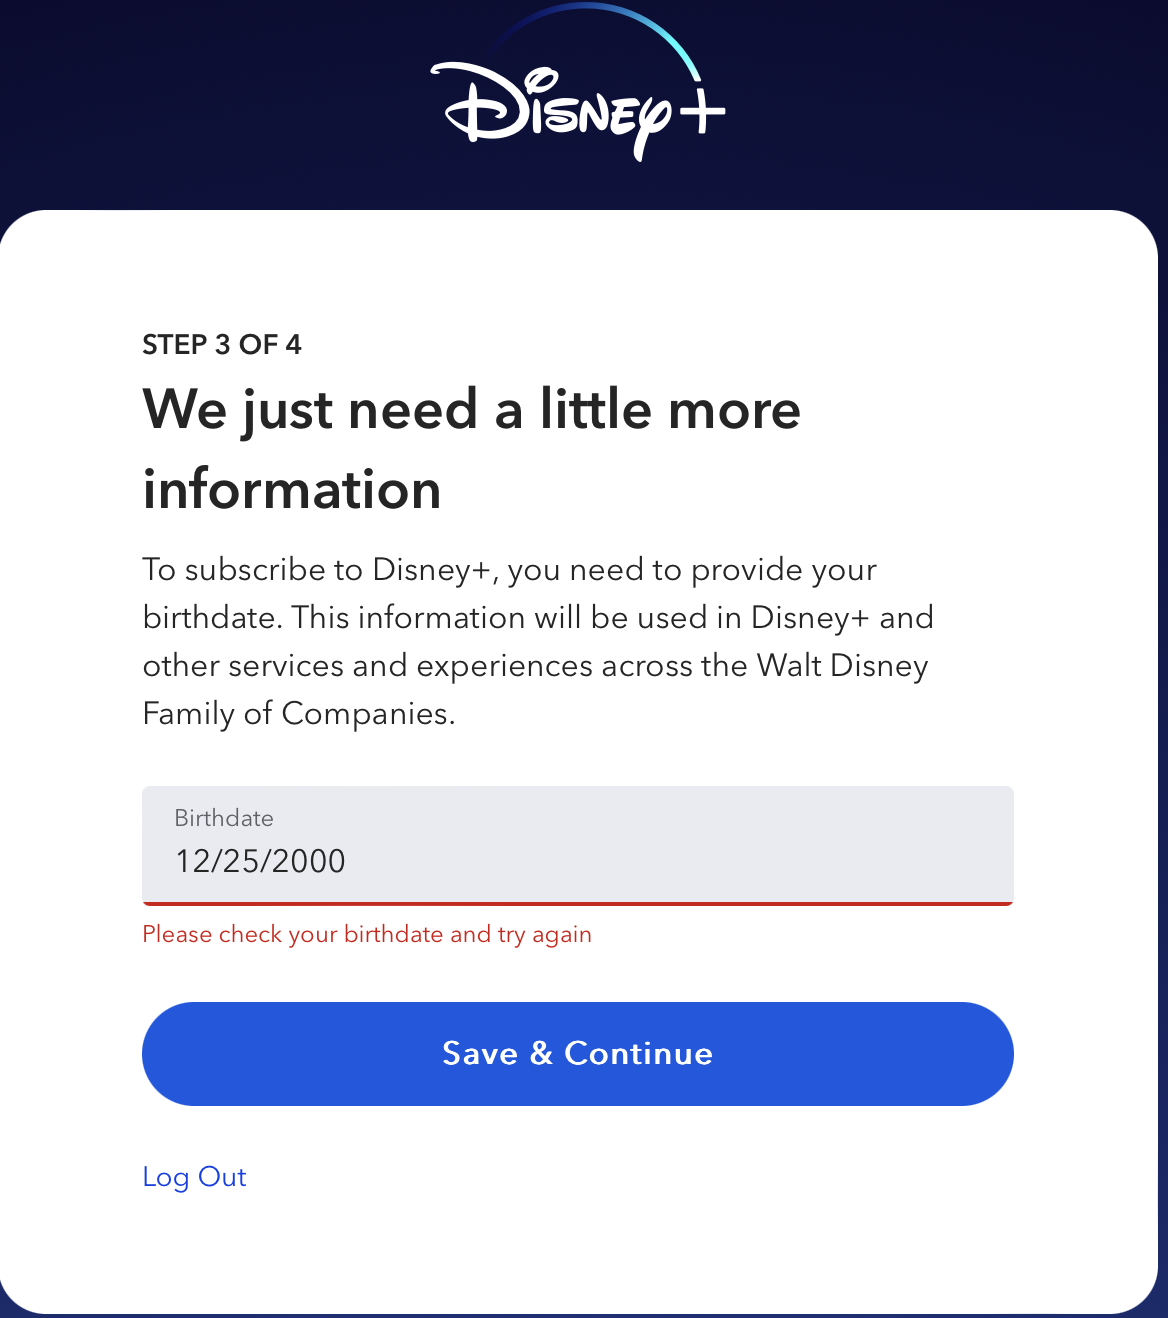 Disney+
STEP 3 OF 4
We just need a little more
information
To subscribe to Disney+, you need to provide your
birthdate. This information will be used in Disney+ and
other services and experiences across the Walt Disney
Family of Companies.
Birthdate
12/25/2000
Please check your birthdate and try again
Save & Continue
Log Out